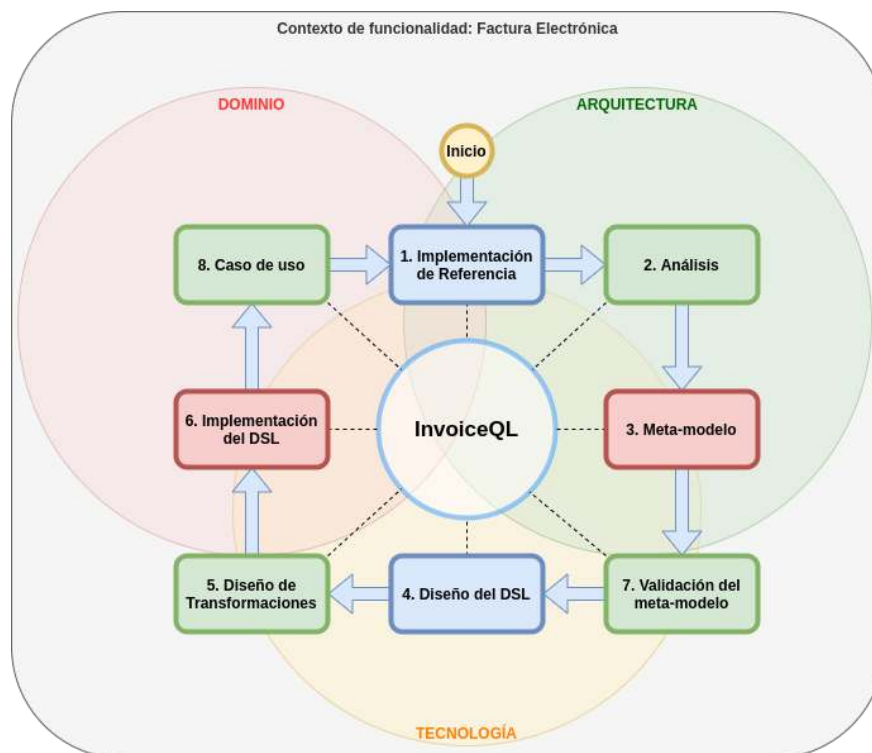 Contexto de funcionalidad: Factura Electrónica
DOMINIO
ARQUITECTURA
Inicio
8. Caso de uso
1. Implementación
de Referencia
2. Análisis
6. Implementación
del DSL
InvoiceQL
3. Meta-modelo
5. Diseño de
Transformaciones
4. Diseño del DSL
7. Validación del
meta-modelo
TECNOLOGÍA